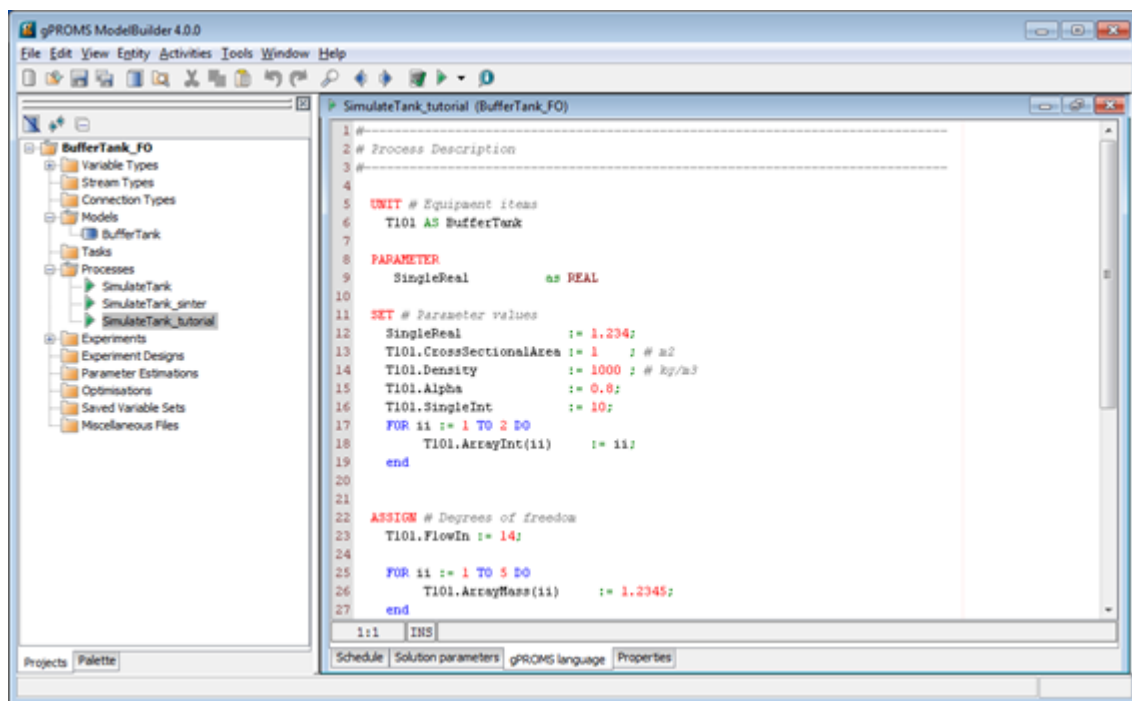 gPROMS ModelBuilder 4.0.0
File Edit View Entity Activities Tools Window Help
SimulateTank_tutorial (BufferTank_FO)
BufferTank_FO
Variable Types
Stream Types
Connection Types
Models
BufferTank
Tasks
Processes
SimulateTank
SimulateTank_sinter
SimulateTank_tutorial
Experiments
Experiment Designs
Parameter Estimations
Optimisations
Saved Variable Sets
Miscellaneous Files
Projects Palette
1 #--------------------------------------------------------------------------
2 # Process Description
3 #--------------------------------------------------------------------------
4
5 UNIT # Equipment items
6 T101 AS BufferTank
7
8 PARAMETER
9 SingleReal as REAL
10
11 SET # Parameter values
12 SingleReal := 1.234;
13 T101.CrossSectionalArea := 1 ; # m2
14 T101.Density := 1000 ; # kg/m3
15 T101.Alpha := 0.8;
16 T101.SingleInt := 10;
17 FOR ii := 1 TO 2 DO
18 T101.ArrayInt(ii) := ii;
19 end
20
21
22 ASSIGN # Degrees of freedom
23 T101.FlowIn := 14;
24
25 FOR ii := 1 TO 5 DO
26 T101.ArrayMass(ii) := 1.2345;
27 end
1:1 INS
Schedule Solution parameters gPROMS language Properties